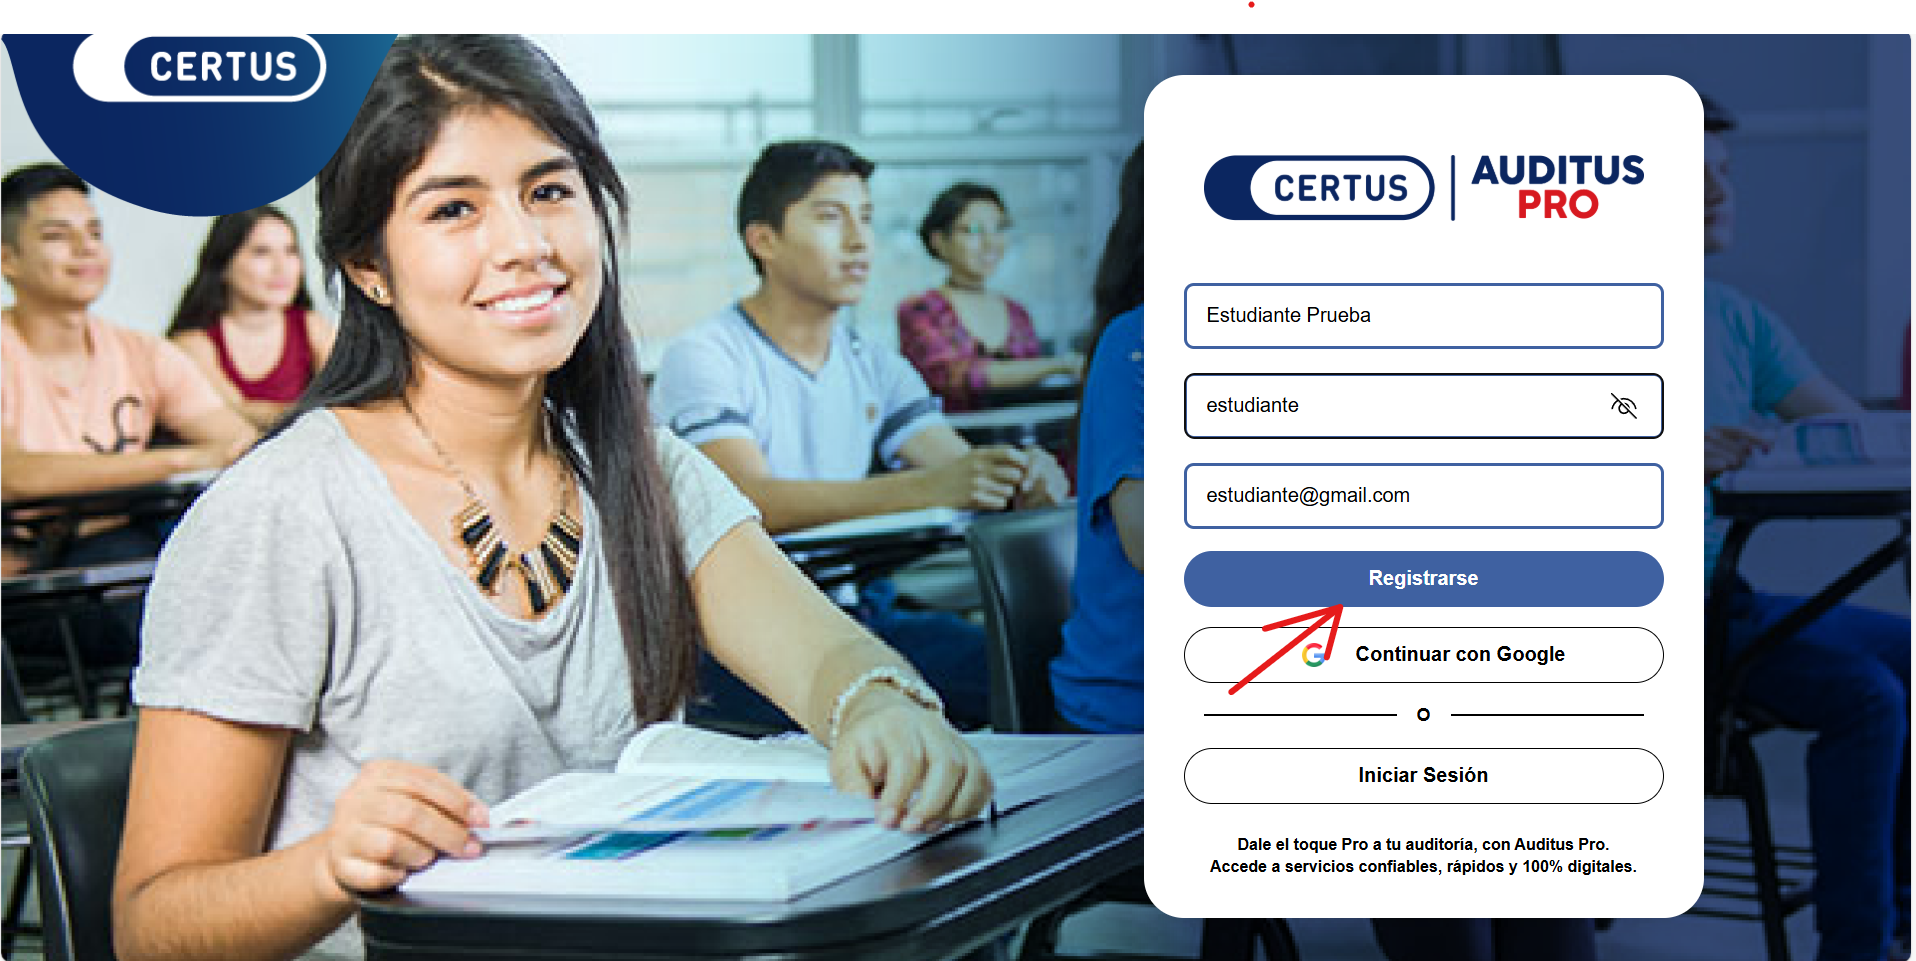 CERTUS
CERTUS
AUDITUS
PRO
Estudiante Prueba
estudiante
estudiante@gmail.com
Registrarse
Continuar con Google
O
Iniciar Sesión
Dale el toque Pro a tu auditoría, con Auditus Pro.
Accede a servicios confiables, rápidos y 100% digitales.